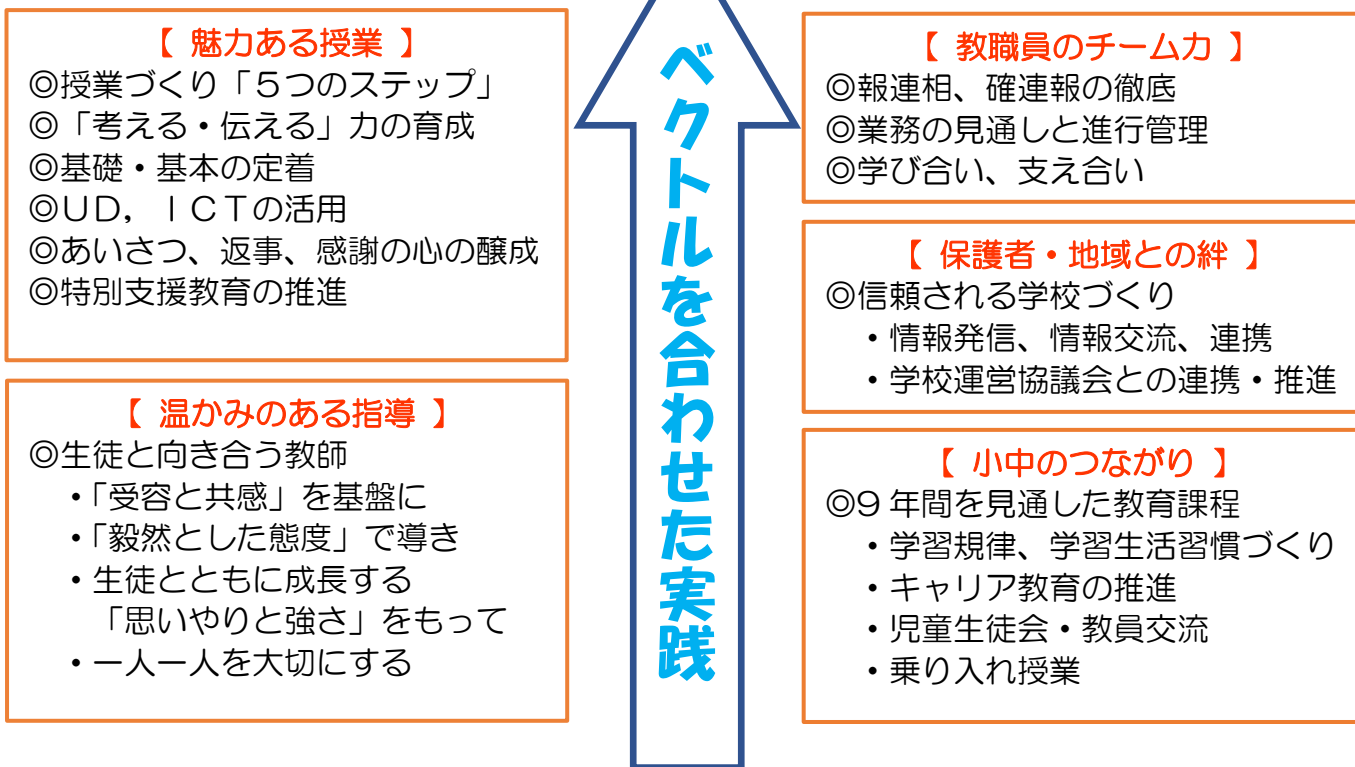 【 魅力ある授業 】
◎授業づくり「5つのステップ」
◎「考える・伝える」力の育成
◎基礎・基本の定着
◎UD，ICTの活用
◎あいさつ、返事、感謝の心の醸成
◎特別支援教育の推進
【 温かみのある指導 】
◎生徒と向き合う教師
・「受容と共感」を基盤に
・「毅然とした態度」で導き
・生徒とともに成長する
「思いやりと強さ」をもって
・一人一人を大切にする
ベクトルを合わせた実践
【 教職員のチーム力 】
◎報連相、確連報の徹底
◎業務の見通しと進行管理
◎学び合い、支え合い
【 保護者・地域との絆 】
◎信頼される学校づくり
・情報発信、情報交流、連携
・学校運営協議会との連携・推進
【 小中のつながり 】
◎9年間を見通した教育課程
・学習規律、学習生活習慣づくり
・キャリア教育の推進
・児童生徒会・教員交流
・乗り入れ授業